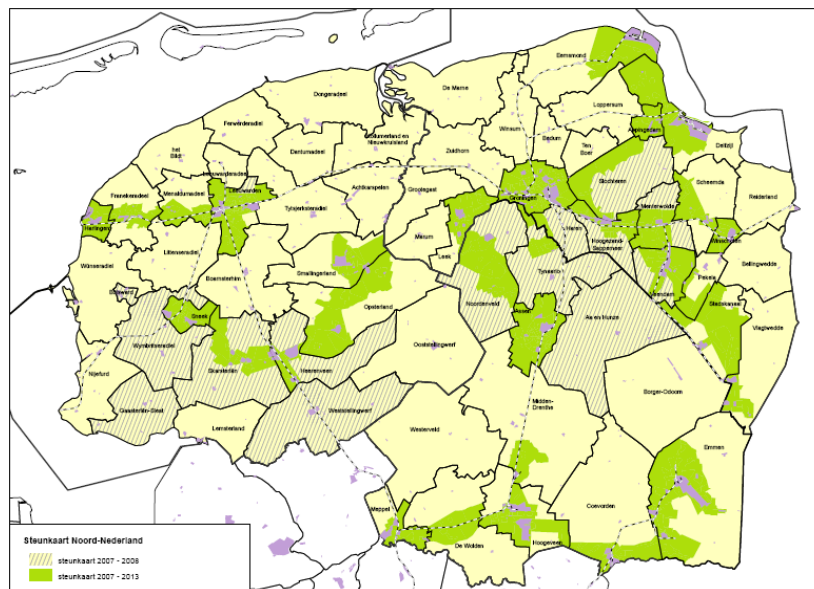 Eemsmond
De Marne
Dongeradeel
Loppersum
Ferwerderadiel
Winsum
Appingedam
Kollumerland en
Nieuwkruisland
Bedum
Delfzijl
Dantumadeel
Zuidhorn
Ten
Boer
het
Bildt
Leeuwarderadeel
Slochteren
Scheemda
Leeuwarden
Achtkarspelen
Grootegast
Reiderland
Franekeradeel
Menaldumadeel
Groningen
Menterwolde
Tytsjerksteradiel
Harlingen
Haren
Marum
Hoogezand-
Sappemeer
Winschoten
Littenseradiel
Leek
Bellingwedde
Wûnseradiel
Boarnsterhim
Smallingerland
Tynaarlo
Pekela
Bolsward
Veendam
Stadskanaal
Opsterland
Noordenveld
Sneek
Assen
Aa en Hunze
Vlagtwedde
Wymbritseradiel
Ooststellingwerf
Skarsterlân
Heerenveen
Nijefurd
Gaasterlân-Sleat
Weststellingwerf
Borger-Odoorn
Midden-
Drenthe
Lemsterland
Westerveld
Emmen
Coevorden
Meppel
De Wolden
Hoogeveen
Steunkaart Noord-Nederland
steunkaart 2007 - 2008
steunkaart 2007 - 2013